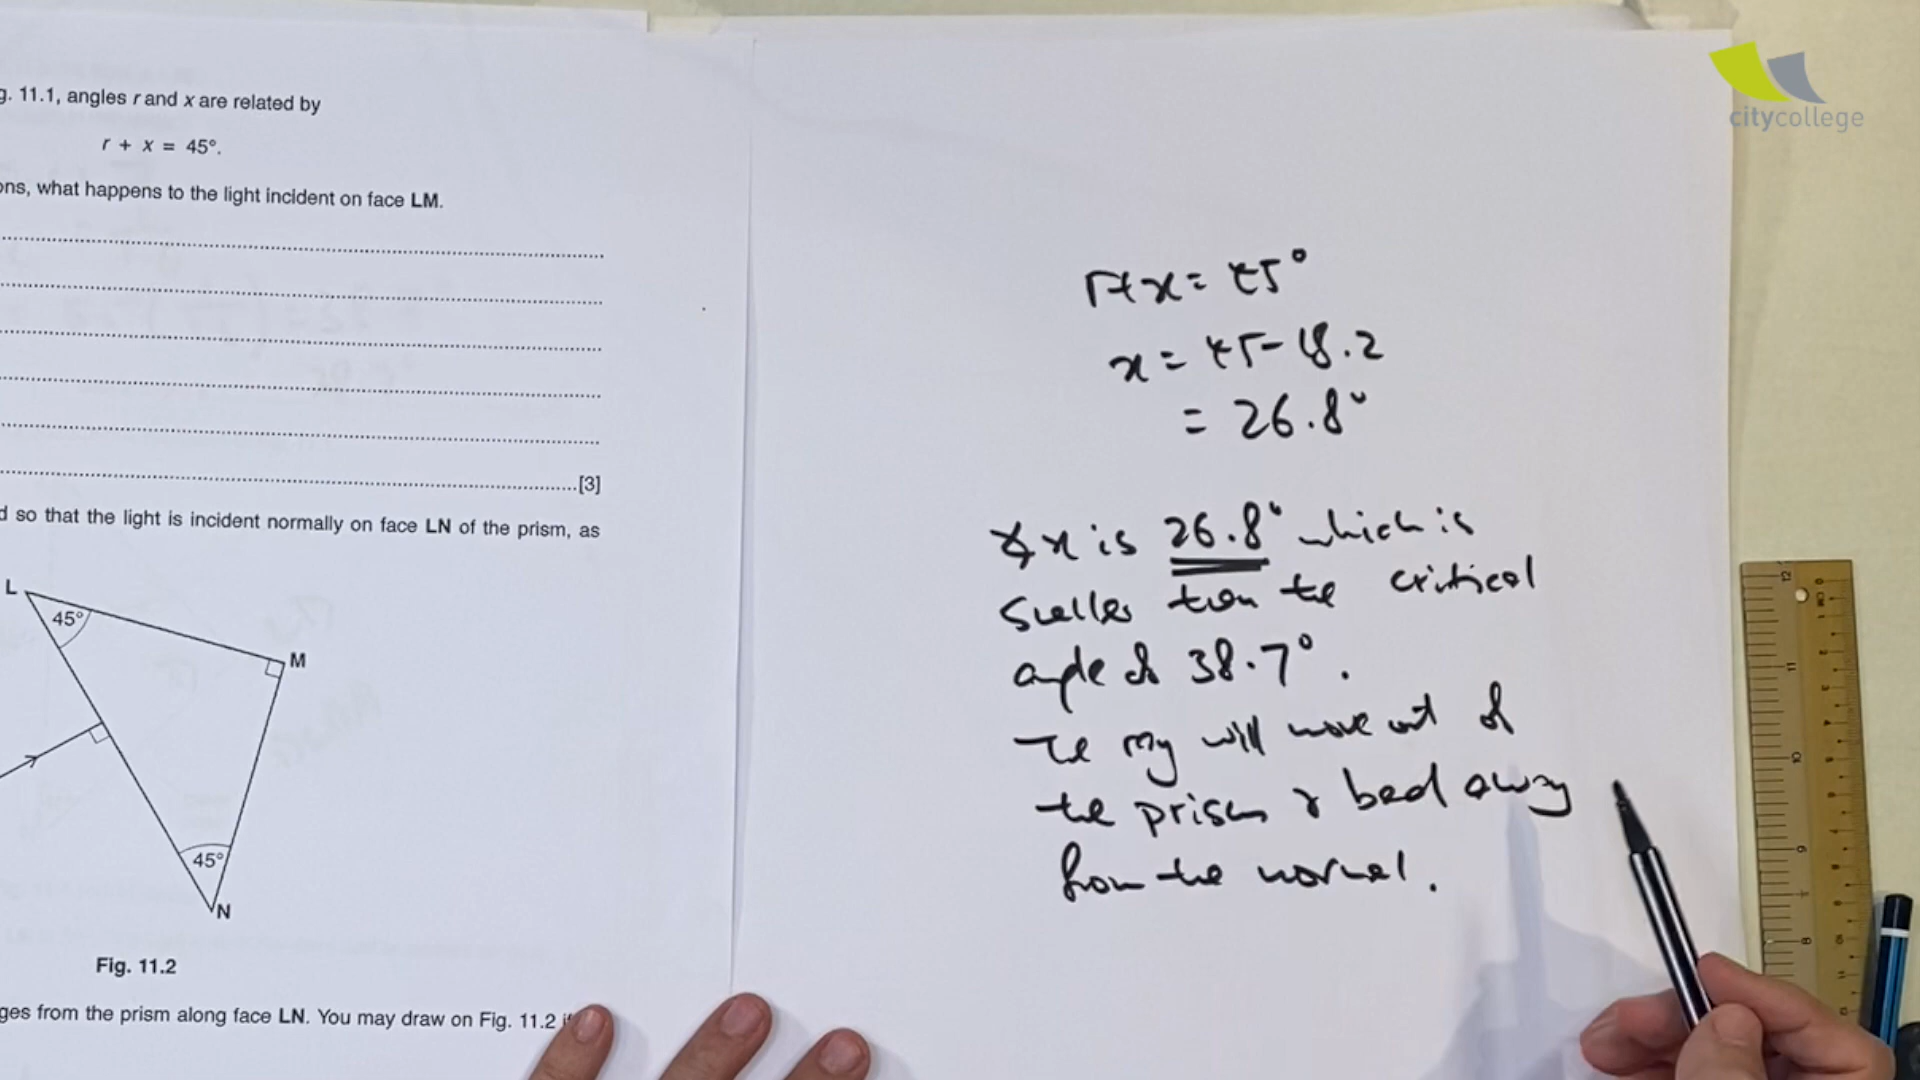 g. 11.1, angles r and x are related by
r + x = 45°.
ons, what happens to the light incident on face LM.
[3]
d so that the light is incident normally on face LN of the prism, as
L
45°
M
45°
N
Fig. 11.2
ges from the prism along face LN. You may draw on Fig. 11.2
citycollege
r+x = 45°
x = 45-18.2
= 26.8°
∡x is 26.8° which is
smaller than the critical
angle of 38.7°.
The ray will move out of
the prism & bend away
from the normal.